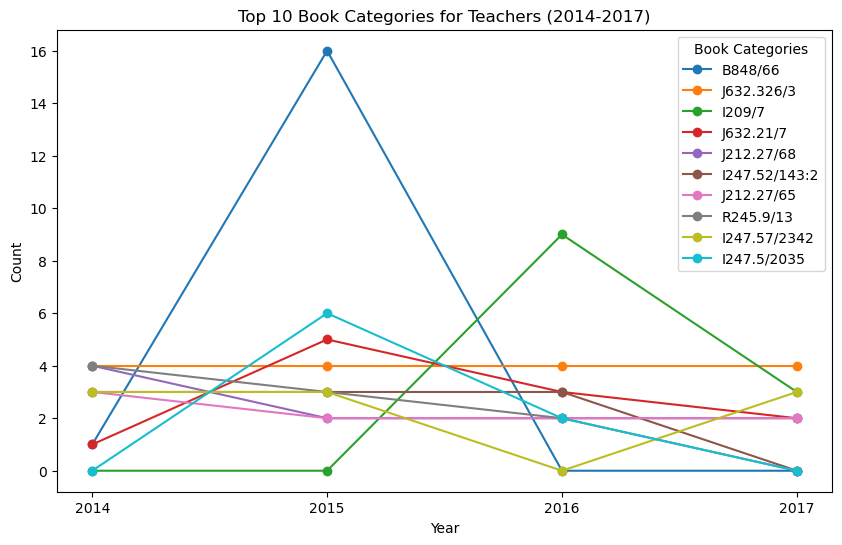 Top 10 Book Categories for Teachers (2014-2017)
Book Categories
B848/66
J632.326/3
I209/7
J632.21/7
J212.27/68
I247.52/143:2
J212.27/65
R245.9/13
I247.57/2342
I247.5/2035
16
14
12
10
8
6
4
2
0
Count
2014
2015
2016
2017
Year